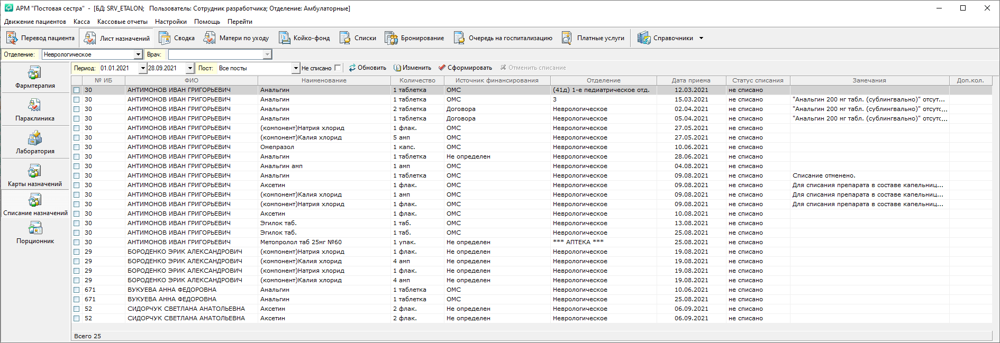 АРМ "Постовая сестра" - [БД: SRV_ETALON; Пользователь: Сотрудник разработчика; Отделение: Амбулаторные]
Движение пациентов Касса Кассовые отчеты Настройки Помощь Перейти
Перевод пациента Лист назначений Сводка Матери по уходу Койко-фонд Списки Бронирование Очередь на госпитализацию Платные услуги Справочники
Отделение: Неврологическое Врач:
Период: 01.01.2021 28.09.2021 Пост: Все посты Не списано Обновить Изменить Сформировать Отменить списание
Фармтерапия
Параклиника
Лаборатория
Карты назначений
Списание назначений
Порционник
№ ИБ ФИО Наименование Количество Источник финансирования Отделение Дата приема Статус списания Замечания Доп.кол.
30 АНТИМОНОВ ИВАН ГРИГОРЬЕВИЧ Анальгин 1 таблетка ОМС (41д) 1-е педиатрическое отд. 12.03.2021 не списано
30 АНТИМОНОВ ИВАН ГРИГОРЬЕВИЧ Анальгин 1 таблетка ОМС 3 15.03.2021 не списано "Анальгин 200 мг табл. (сублингвально)" отсут...
30 АНТИМОНОВ ИВАН ГРИГОРЬЕВИЧ Анальгин 2 таблетка Договора Неврологическое 02.04.2021 не списано "Анальгин 200 мг табл. (сублингвально)" отсутс...
30 АНТИМОНОВ ИВАН ГРИГОРЬЕВИЧ Анальгин 1 таблетка Договора Неврологическое 05.04.2021 не списано "Анальгин 200 мг табл. (сублингвально)" отсутс...
30 АНТИМОНОВ ИВАН ГРИГОРЬЕВИЧ (компонент)Натрия хлорид 1 флак. ОМС Неврологическое 27.05.2021 не списано
30 АНТИМОНОВ ИВАН ГРИГОРЬЕВИЧ (компонент)Калия хлорид 5 амп ОМС Неврологическое 27.05.2021 не списано
30 АНТИМОНОВ ИВАН ГРИГОРЬЕВИЧ Омепразол 1 капс. ОМС Неврологическое 10.06.2021 не списано
30 АНТИМОНОВ ИВАН ГРИГОРЬЕВИЧ Анальгин 1 таблетка Не определен Неврологическое 28.06.2021 не списано
30 АНТИМОНОВ ИВАН ГРИГОРЬЕВИЧ Анальгин амп 1 амп ОМС Неврологическое 04.08.2021 не списано
30 АНТИМОНОВ ИВАН ГРИГОРЬЕВИЧ Анальгин 1 таблетка ОМС Неврологическое 09.08.2021 не списано Списание отменено.
30 АНТИМОНОВ ИВАН ГРИГОРЬЕВИЧ Аксетин 1 флак. ОМС Неврологическое 09.08.2021 не списано Для списания препарата в составе капельниц...
30 АНТИМОНОВ ИВАН ГРИГОРЬЕВИЧ (компонент)Калия хлорид 1 амп ОМС Неврологическое 09.08.2021 не списано Для списания препарата в составе капельниц...
30 АНТИМОНОВ ИВАН ГРИГОРЬЕВИЧ (компонент)Натрия хлорид 1 флак. ОМС Неврологическое 09.08.2021 не списано Для списания препарата в составе капельниц...
30 АНТИМОНОВ ИВАН ГРИГОРЬЕВИЧ Аксетин 1 флак. ОМС Неврологическое 10.08.2021 не списано
30 АНТИМОНОВ ИВАН ГРИГОРЬЕВИЧ Эгилок таб. 1 таб. ОМС Неврологическое 13.08.2021 не списано
30 АНТИМОНОВ ИВАН ГРИГОРЬЕВИЧ Эгилок таб. 1 таб. ОМС Неврологическое 25.08.2021 не списано
30 АНТИМОНОВ ИВАН ГРИГОРЬЕВИЧ Метопролол таб 25мг №60 1 упак. Не определен *** АПТЕКА *** 25.08.2021 не списано
29 БОРОДЕНКО ЭРИК АЛЕКСАНДРОВИЧ (компонент)Натрия хлорид 1 флак. Не определен Неврологическое 19.08.2021 не списано
29 БОРОДЕНКО ЭРИК АЛЕКСАНДРОВИЧ (компонент)Калия хлорид 4 амп Не определен Неврологическое 19.08.2021 не списано
29 БОРОДЕНКО ЭРИК АЛЕКСАНДРОВИЧ (компонент)Натрия хлорид 1 флак. Не определен Неврологическое 19.08.2021 не списано
29 БОРОДЕНКО ЭРИК АЛЕКСАНДРОВИЧ (компонент)Калия хлорид 4 амп Не определен Неврологическое 19.08.2021 не списано
671 ВУКУЕВА АННА ФЕДОРОВНА Анальгин 1 таблетка ОМС Неврологическое 10.06.2021 не списано
671 ВУКУЕВА АННА ФЕДОРОВНА Анальгин 1 таблетка ОМС Неврологическое 25.08.2021 не списано
52 СИДОРЧУК СВЕТЛАНА АНАТОЛЬЕВНА Аксетин 2 флак. Не определен Неврологическое 06.09.2021 не списано
52 СИДОРЧУК СВЕТЛАНА АНАТОЛЬЕВНА Аксетин 2 флак. Не определен Неврологическое 06.09.2021 не списано
Всего 25